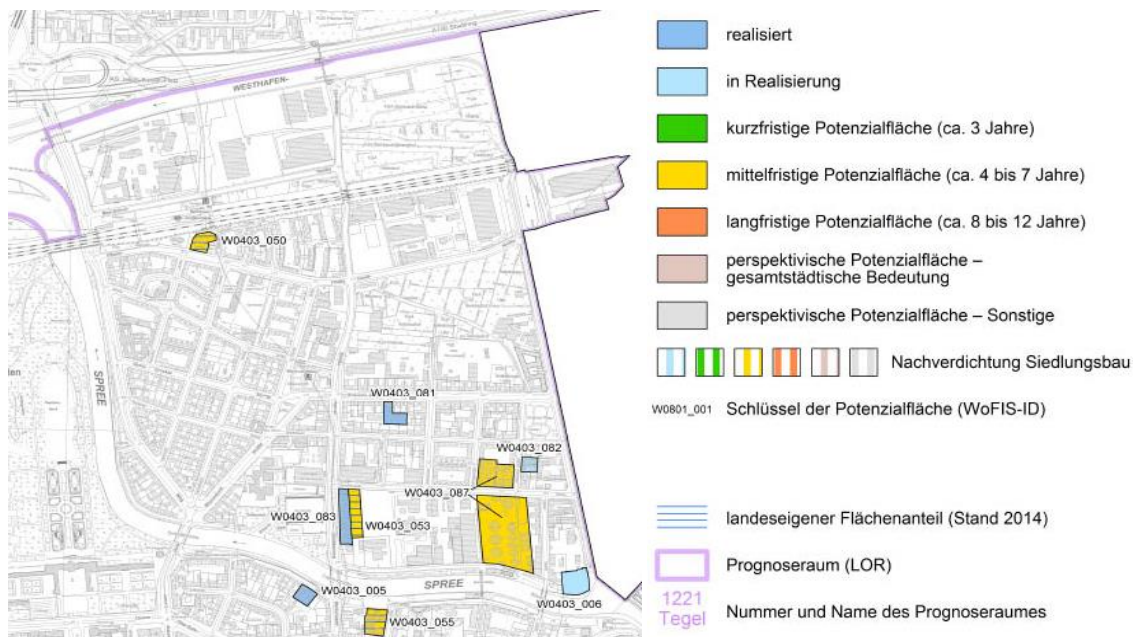 WESTHAFEN-
W0403_050
SPREE
W0403_081
W0403_082
W0403_087
W0403_083
W0403_053
W0403_005
SPREE
W0403_006
W0403_055
realisiert
in Realisierung
kurzfristige Potenzialfläche (ca. 3 Jahre)
mittelfristige Potenzialfläche (ca. 4 bis 7 Jahre)
langfristige Potenzialfläche (ca. 8 bis 12 Jahre)
perspektivische Potenzialfläche –
gesamtstädtische Bedeutung
perspektivische Potenzialfläche – Sonstige
Nachverdichtung Siedlungsbau
W0801_001 Schlüssel der Potenzialfläche (WoFIS-ID)
landeseigener Flächenanteil (Stand 2014)
Prognoseraum (LOR)
1221
Tegel
Nummer und Name des Prognoseraumes